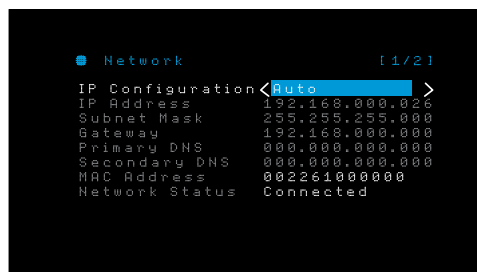 Network [1/2]
IP Configuration Auto
IP Address 192.168.000.026
Subnet Mask 255.255.255.000
Gateway 192.168.000.000
Primary DNS 000.000.000.000
Secondary DNS 000.000.000.000
MAC Address 002261000000
Network Status Connected